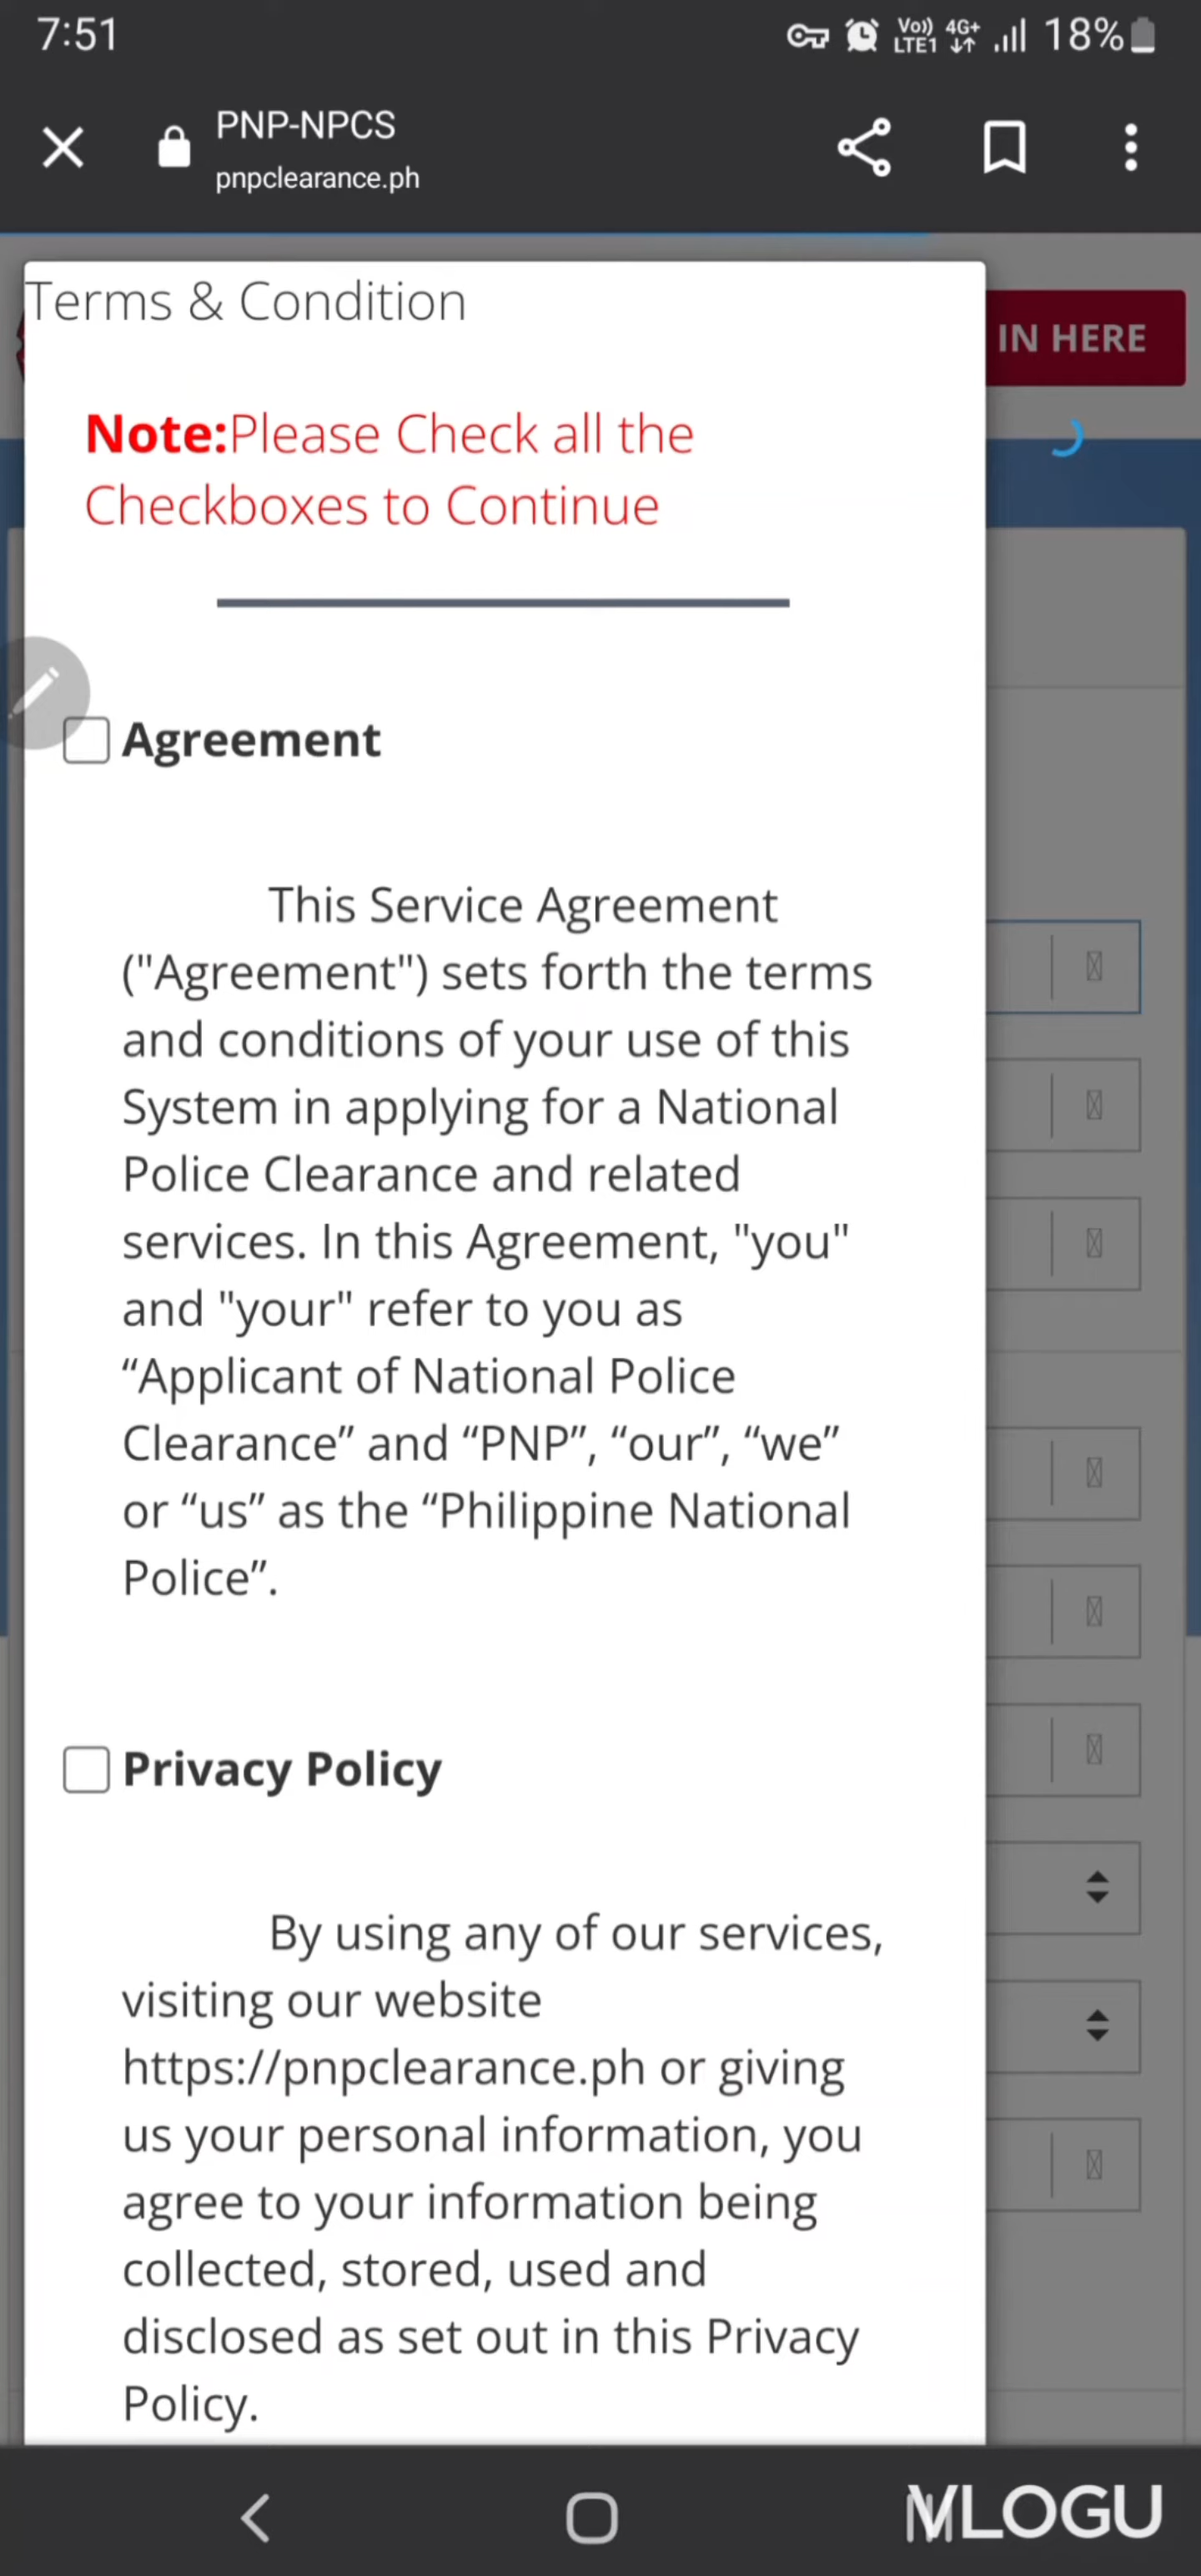 7:51
Vo)) LTE1 4G+ 18%
PNP-NPCS
pnpclearance.ph
Terms & Condition
IN HERE
Note:Please Check all the
Checkboxes to Continue
Agreement
This Service Agreement
("Agreement") sets forth the terms
and conditions of your use of this
System in applying for a National
Police Clearance and related
services. In this Agreement, "you"
and "your" refer to you as
“Applicant of National Police
Clearance” and “PNP”, “our”, “we”
or “us” as the “Philippine National
Police”.
Privacy Policy
By using any of our services,
visiting our website
https://pnpclearance.ph or giving
us your personal information, you
agree to your information being
collected, stored, used and
disclosed as set out in this Privacy
Policy.
VLOGU